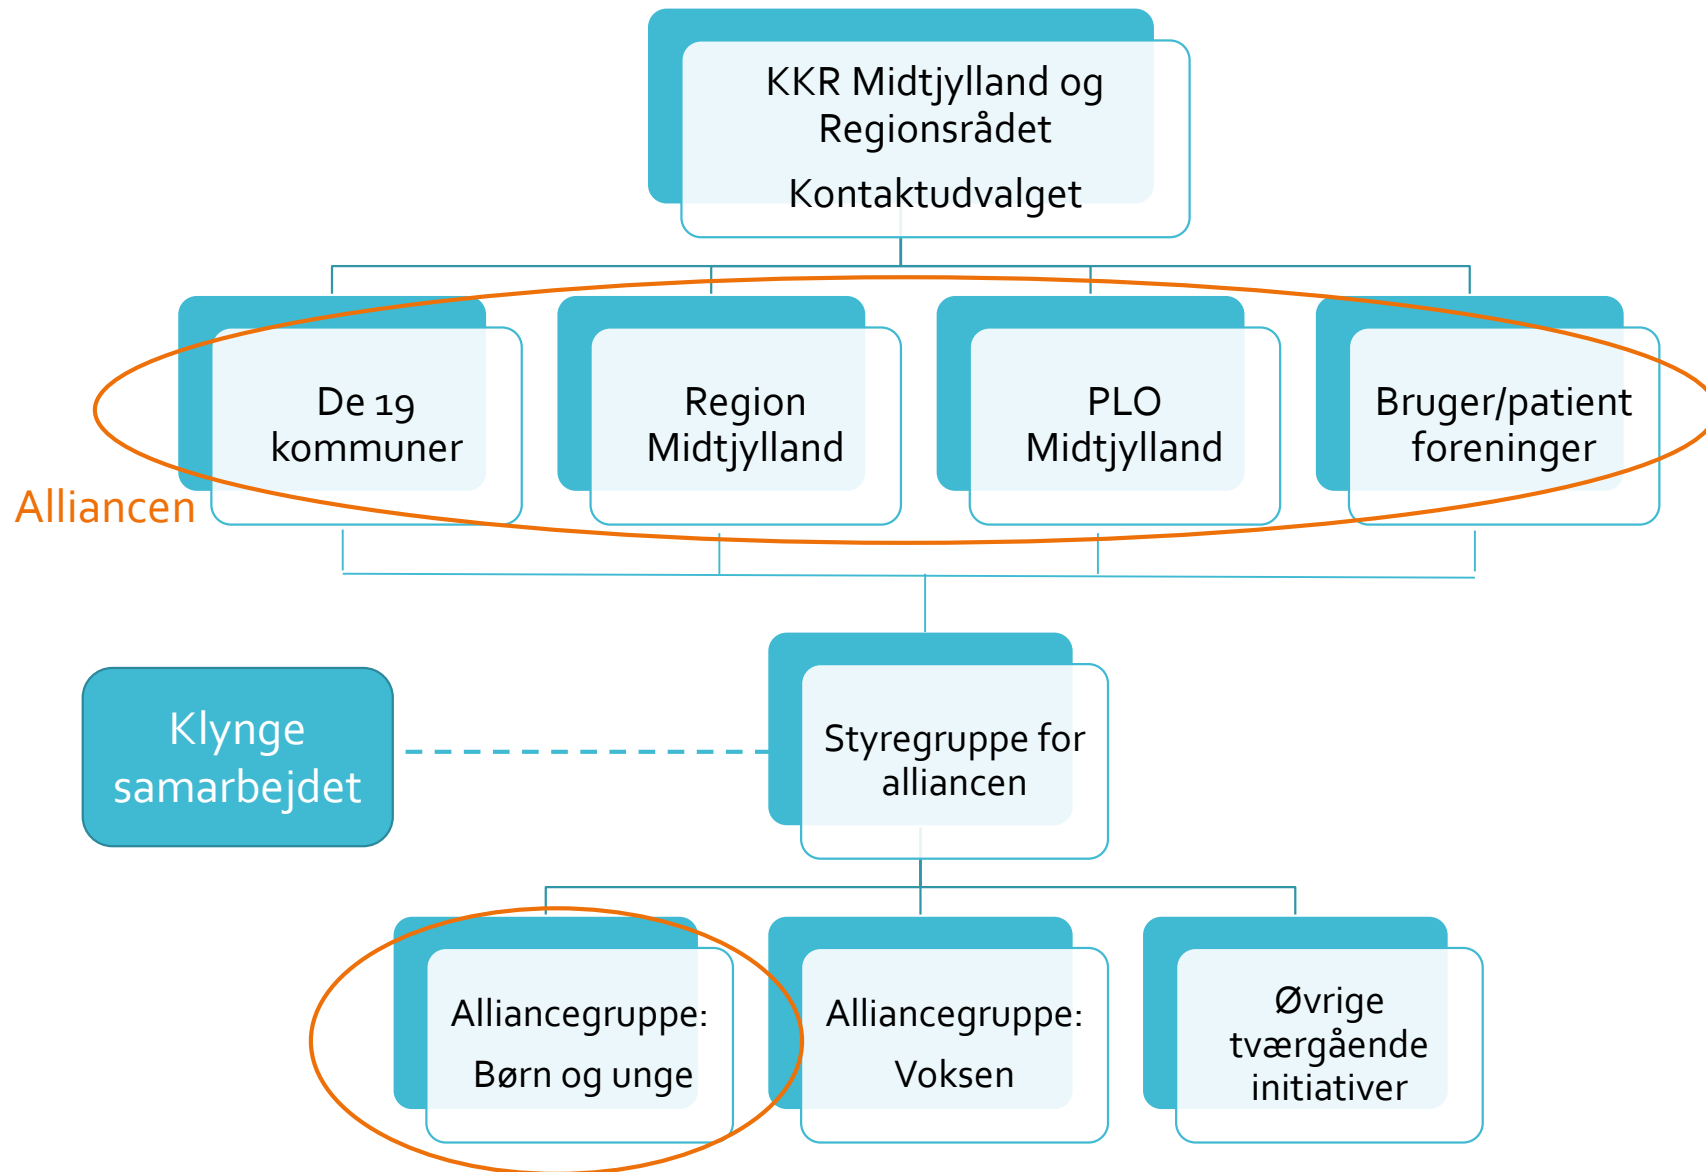 KKR Midtjylland og
Regionsrådet
Kontaktudvalget
De 19
kommuner
Region
Midtjylland
PLO
Midtjylland
Bruger/patient
foreninger
Alliancen
Klynge
samarbejdet
Styregruppe for
alliancen
Alliancegruppe:
Børn og unge
Alliancegruppe:
Voksen
Øvrige
tværgående
initiativer